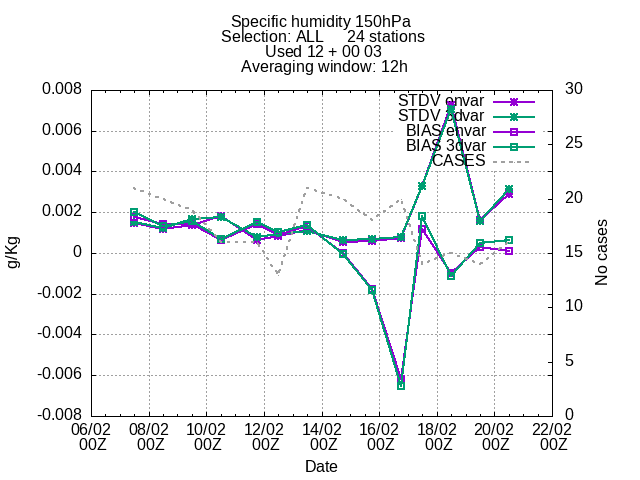 Specific humidity 150hPa
Selection: ALL 24 stations
Used 12 + 00 03
Averaging window: 12h
0.008
0.006
0.004
0.002
0
-0.002
-0.004
-0.006
-0.008
g/Kg
STDV envar
STDV 3dvar
BIAS envar
BIAS 3dvar
CASES
30
25
20
15
10
5
0
No cases
06/02 08/02 10/02 12/02 14/02 16/02 18/02 20/02 22/02
00Z 00Z 00Z 00Z 00Z 00Z 00Z 00Z 00Z
Date